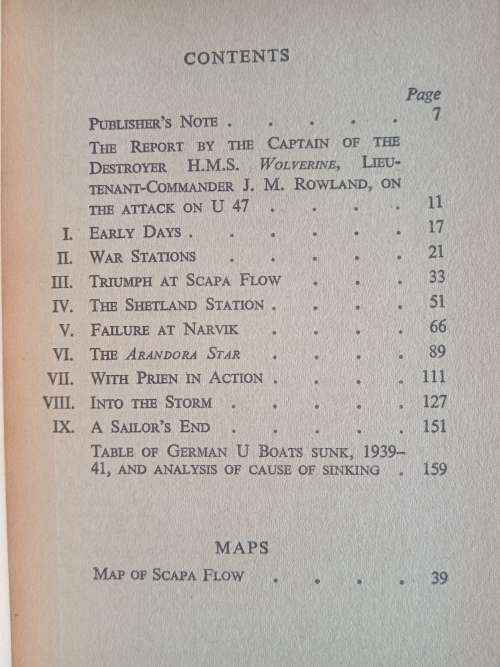 CONTENTS
Page
PUBLISHER'S NOTE . . . . . 7
THE REPORT BY THE CAPTAIN OF THE
DESTROYER H.M.S. WOLVERINE, LIEU-
TENANT-COMMANDER J. M. ROWLAND, ON
THE ATTACK ON U 47 . . . . 11
I. EARLY DAYS . . . . . . 17
II. WAR STATIONS . . . . . 21
III. TRIUMPH AT SCAPA FLOW . . . 33
IV. THE SHETLAND STATION . . . . 51
V. FAILURE AT NARVIK . . . . 66
VI. THE ARANDORA STAR . . . . 89
VII. WITH PRIEN IN ACTION . . . . 111
VIII. INTO THE STORM . . . . . 127
IX. A SAILOR'S END . . . . . 151
TABLE OF GERMAN U BOATS SUNK, 1939–
41, AND ANALYSIS OF CAUSE OF SINKING . 159
MAPS
MAP OF SCAPA FLOW . . . . 39